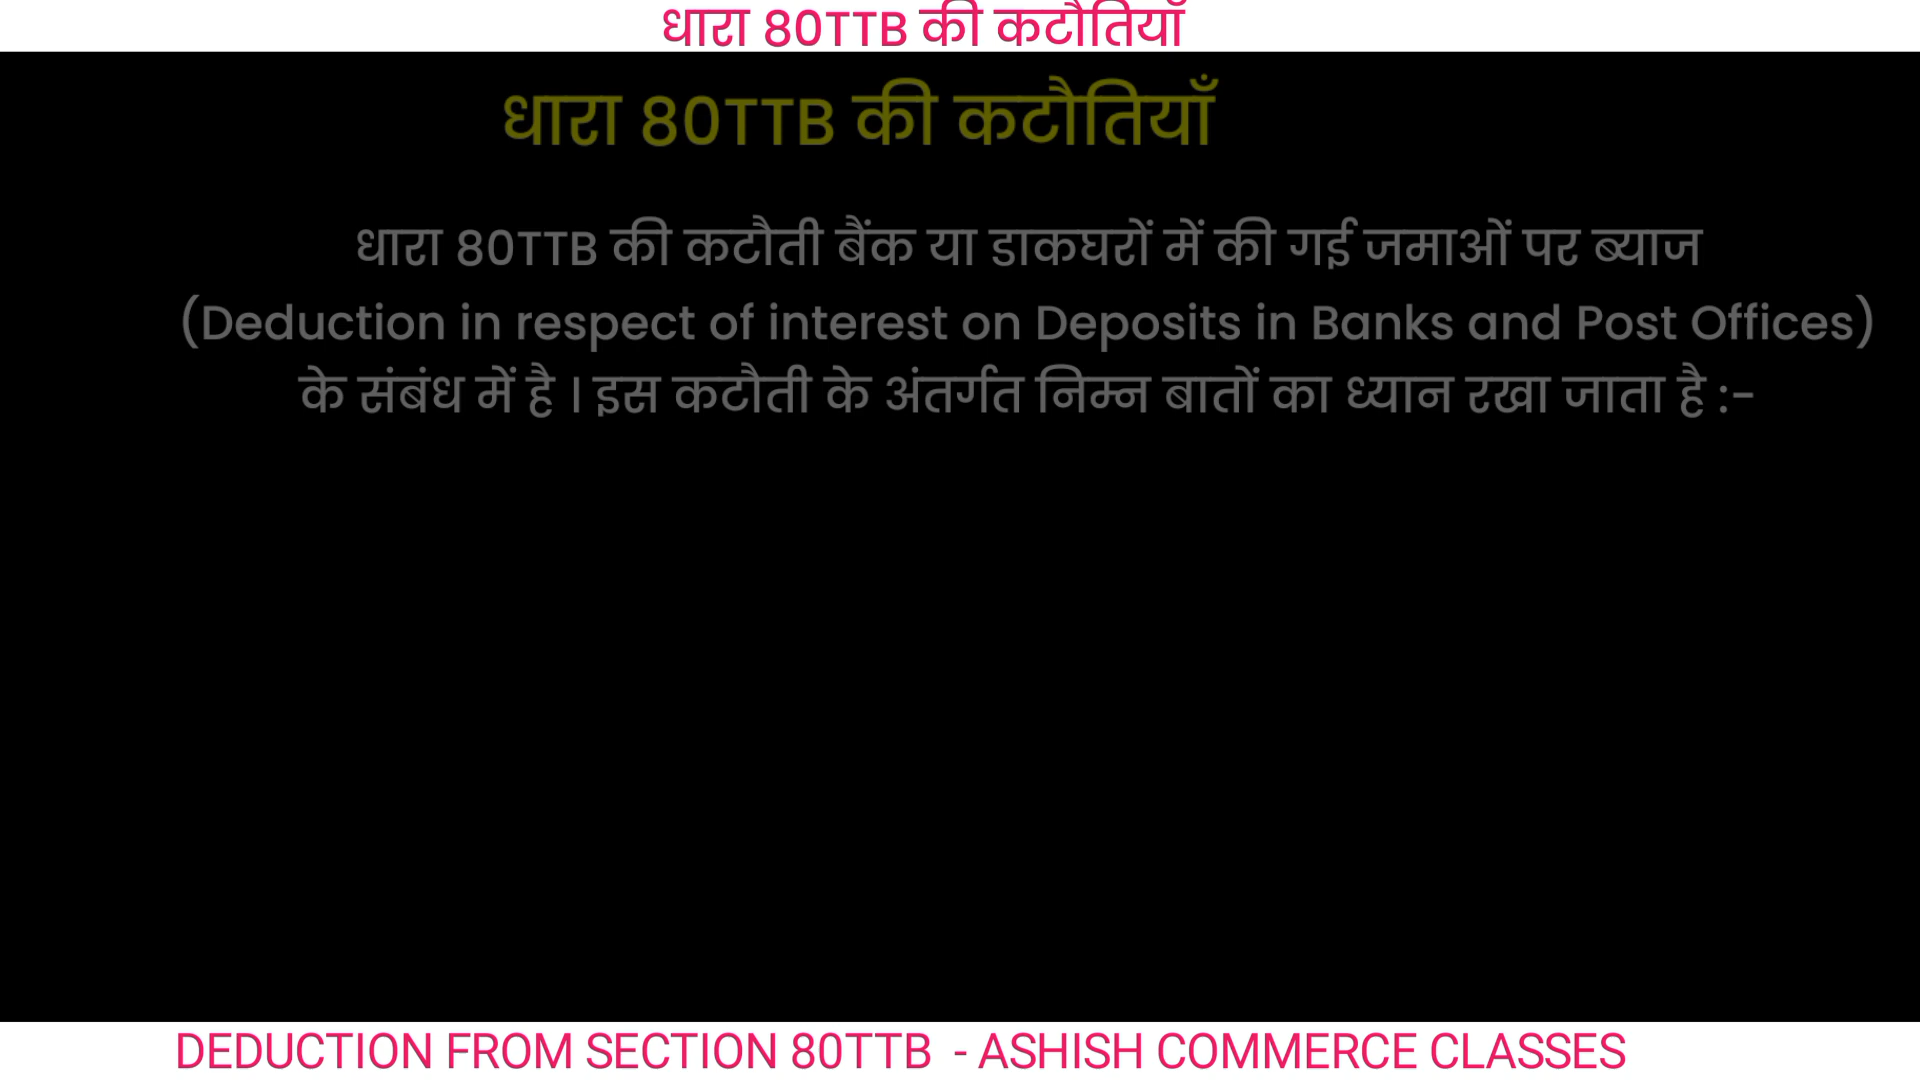 धारा 80TTB की कटौतियाँ
धारा 80TTB की कटौतियाँ
धारा 80TTB की कटौती बैंक या डाकघरों में की गई जमाओं पर ब्याज
(Deduction in respect of interest on Deposits in Banks and Post Offices)
के संबंध में है । इस कटौती के अंतर्गत निम्न बातों का ध्यान रखा जाता है :-
DEDUCTION FROM SECTION 80TTB - ASHISH COMMERCE CLASSES